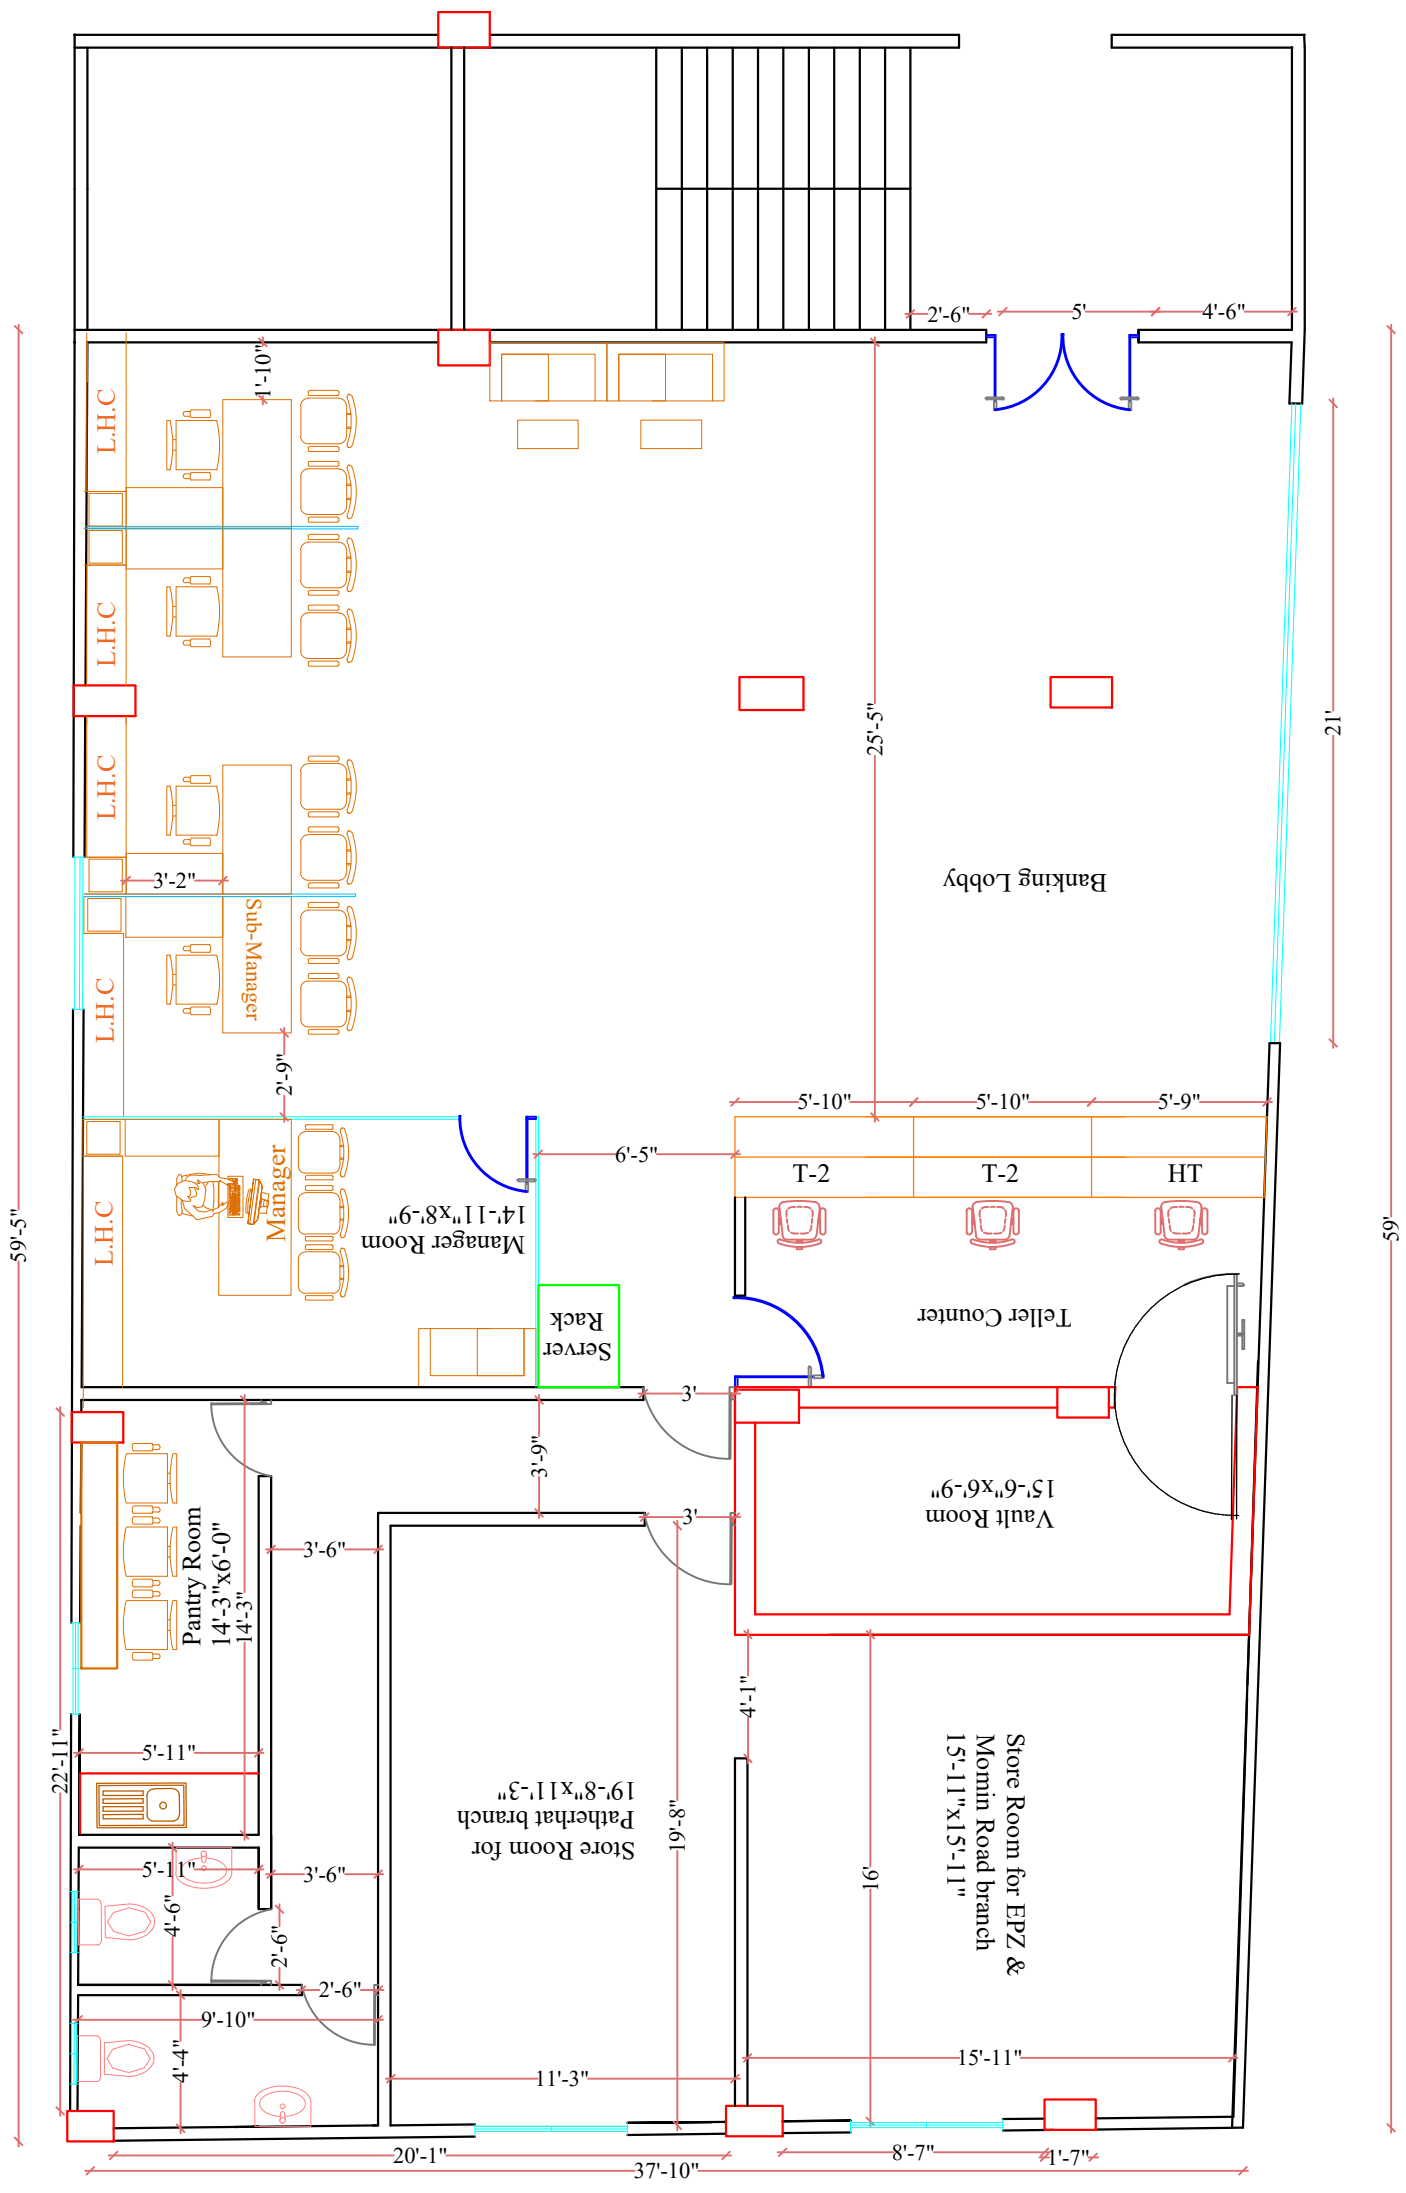 2'-6"
5'
4'-6"
1'-10"
L.H.C
L.H.C
25'-5"
21'
L.H.C
3'-2"
Sub-Manager
Banking Lobby
L.H.C
2'-9"
5'-10"
5'-10"
5'-9"
6'-5"
T-2
T-2
HT
L.H.C
Manager
Manager Room
14'-11"x8'-9"
59'-5"
59'
Server
Rack
Teller Counter
3'
3'-9"
3'
Vault Room
15'-6"x6'-9"
3'-6"
Pantry Room
14'-3"x6'-0"
14'-3"
4'-1"
22'-11"
5'-11"
Store Room for
Patherhat branch
19'-8"x11'-3"
19'-8"
Store Room for EPZ &
Momin Road branch
15'-11"x15'-11"
16'
5'-11"
3'-6"
4'-6"
2'-6"
2'-6"
9'-10"
4'-4"
11'-3"
15'-11"
20'-1"
8'-7"
1'-7"
37'-10"